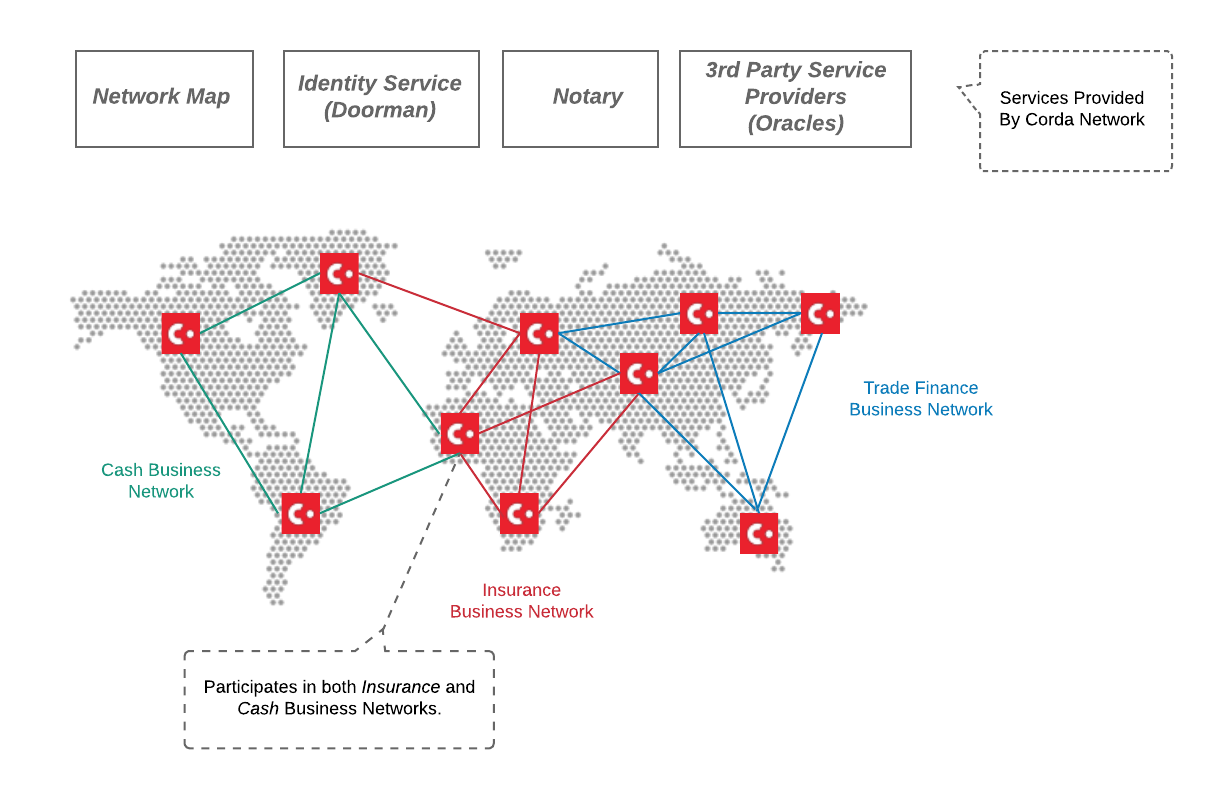 Network Map
Identity Service
(Doorman)
Notary
3rd Party Service
Providers
(Oracles)
Services Provided
By Corda Network
Trade Finance
Business Network
Cash Business
Network
Insurance
Business Network
Participates in both Insurance and
Cash Business Networks.